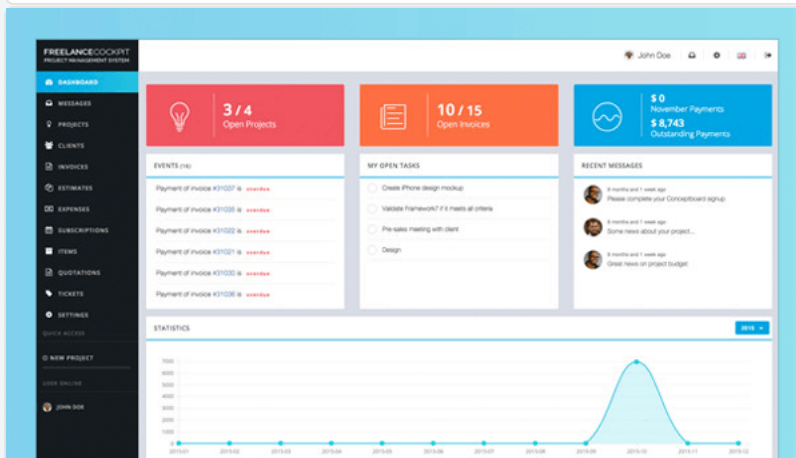 FREELANCECOCKPIT
PROJECT MANAGEMENT SYSTEM
John Doe
DASHBOARD
MESSAGES
PROJECTS
CLIENTS
INVOICES
ESTIMATES
EXPENSES
SUBSCRIPTIONS
ITEMS
QUOTATIONS
TICKETS
SETTINGS
QUICK ACCESS
NEW PROJECT
USER ONLINE
JOHN DOE
3 / 4
Open Projects
10 / 15
Open Invoices
$ 0
November Payments
$ 8,743
Outstanding Payments
EVENTS (16)
Payment of invoice #31037 is overdue
Payment of invoice #31035 is overdue
Payment of invoice #31022 is overdue
Payment of invoice #31021 is overdue
Payment of invoice #31030 is overdue
Payment of invoice #31036 is overdue
MY OPEN TASKS
Create iPhone design mockup
Validate Framework7 if it meets all criteria
Pre-sales meeting with client
Design
RECENT MESSAGES
8 months and 1 week ago
Please complete your Conceptboard signup
8 months and 1 week ago
Some news about your project...
8 months and 1 week ago
Great news on project budget
STATISTICS
2015
7000
6000
5000
4000
3000
2000
1000
0
2015-01 2015-02 2015-03 2015-04 2015-05 2015-06 2015-07 2015-08 2015-09 2015-10 2015-11 2015-12